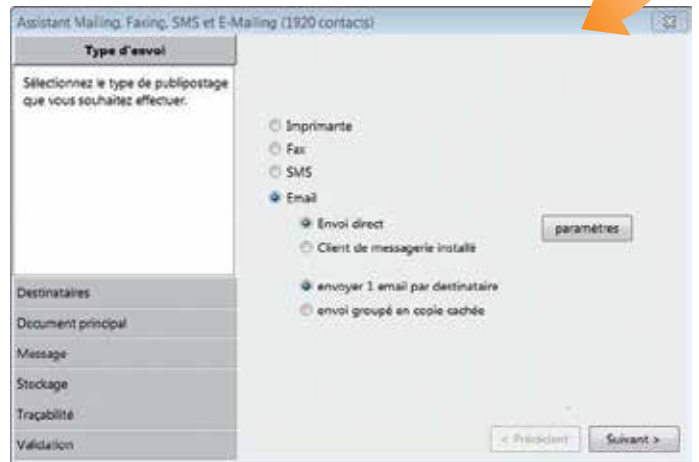 Assistant Mailing, Faxing, SMS et E-Mailing (1920 contacts)
Type d'envoi
Sélectionnez le type de publipostage
que vous souhaitez effectuer.
Imprimante
Fax
SMS
Email
Envoi direct
paramètres
Client de messagerie installé
envoyer 1 email par destinataire
envoi groupé en copie cachée
Destinataires
Document principal
Message
Stockage
Traçabilité
Validation
< Précédent
Suivant >